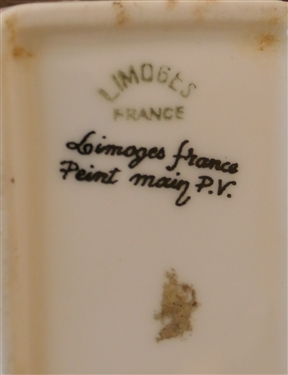 LIMOGES
FRANCE
Limoges france
Peint main P.V.